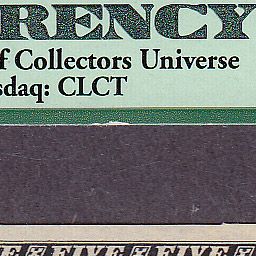 RENCY
f Collectors Universe
sdaq: CLCT
FIVE FIVE